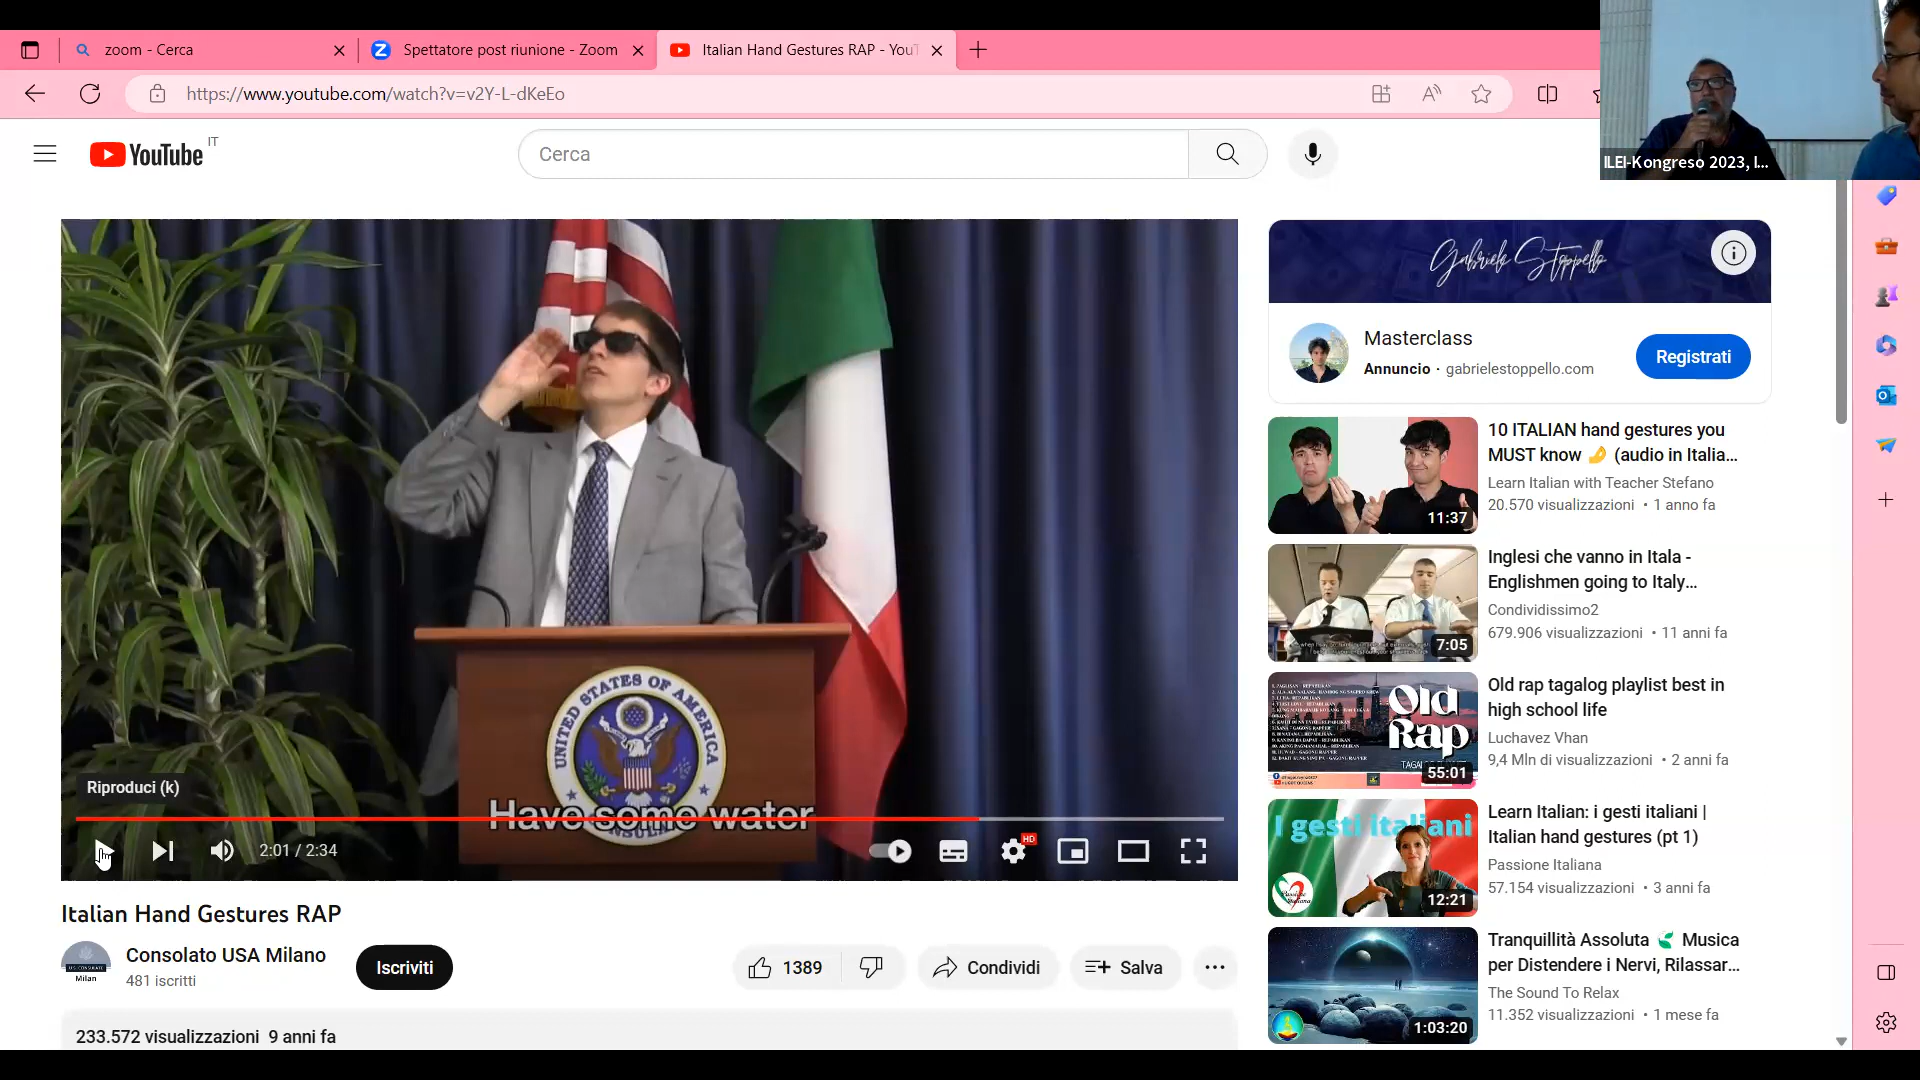 zoom - Cerca
Spettatore post riunione - Zoom
Italian Hand Gestures RAP - YouT
https://www.youtube.com/watch?v=v2Y-L-dKeEo
ILEI-Kongreso 2023, I...
YouTube IT
Cerca
UNITED STATES OF AMERICA
Have some water
Riproduci (k)
2:01 / 2:34
HD
Italian Hand Gestures RAP
Consolato USA Milano
481 iscritti
U.S. CONSULATE
Milan
Iscriviti
1389
Condividi
Salva
233.572 visualizzazioni 9 anni fa
Gabriele Stoppello
Masterclass
Annuncio · gabrielestoppello.com
Registrati
11:37
10 ITALIAN hand gestures you
MUST know 🤌 (audio in Italia...
Learn Italian with Teacher Stefano
20.570 visualizzazioni • 1 anno fa
7:05
Inglesi che vanno in Itala -
Englishmen going to Italy...
Condividissimo2
679.906 visualizzazioni • 11 anni fa
Old
Rap
55:01
Old rap tagalog playlist best in
high school life
Luchavez Vhan
9,4 Mln di visualizzazioni • 2 anni fa
I gesti italiani
12:21
Learn Italian: i gesti italiani |
Italian hand gestures (pt 1)
Passione Italiana
57.154 visualizzazioni • 3 anni fa
1:03:20
Tranquillità Assoluta 🍃 Musica
per Distendere i Nervi, Rilassar...
The Sound To Relax
11.352 visualizzazioni • 1 mese fa